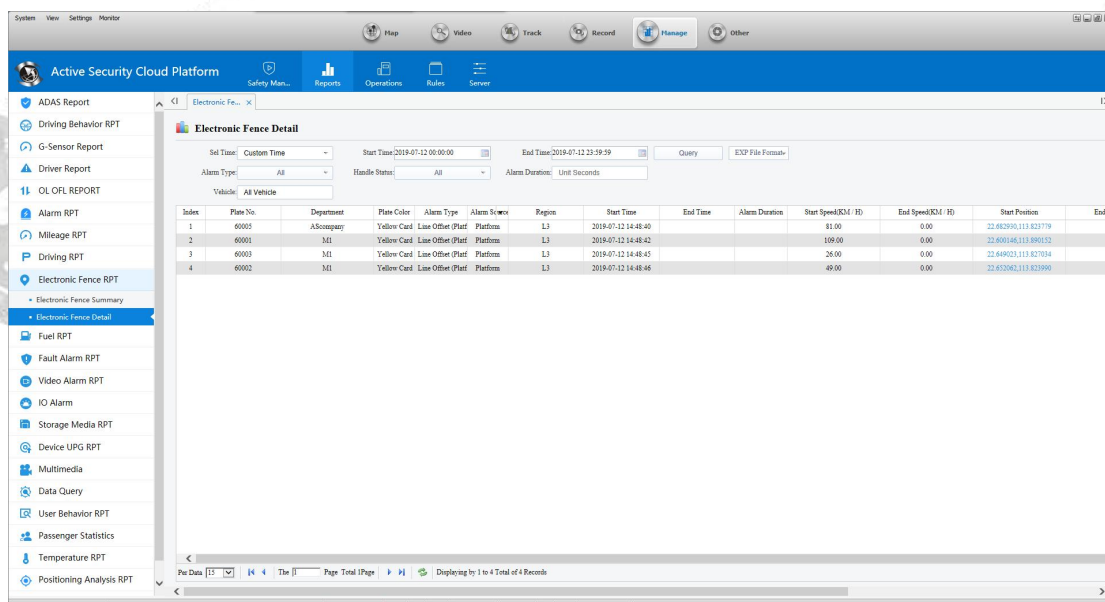 System View Settings Monitor
Map Video Track Record Manage Other
Active Security Cloud Platform
Safety Man... Reports Operations Rules Server
ADAS Report
Driving Behavior RPT
G-Sensor Report
Driver Report
OL OFL REPORT
Alarm RPT
Mileage RPT
Driving RPT
Electronic Fence RPT
Electronic Fence Summary
Electronic Fence Detail
Fuel RPT
Fault Alarm RPT
Video Alarm RPT
IO Alarm
Storage Media RPT
Device UPG RPT
Multimedia
Data Query
User Behavior RPT
Passenger Statistics
Temperature RPT
Positioning Analysis RPT
Electronic Fe... ×
Electronic Fence Detail
Sel Time: Custom Time Start Time: 2019-07-12 00:00:00 End Time: 2019-07-12 23:59:59 Query EXP File Format
Alarm Type: All Handle Status: All Alarm Duration: Unit Seconds
Vehicle: All Vehicle
Index Plate No. Department Plate Color Alarm Type Alarm Source Region Start Time End Time Alarm Duration Start Speed(KM / H) End Speed(KM / H) Start Position End
1 60005 AScompany Yellow Card Line Offset (Platf Platform L3 2019-07-12 14:48:40 81.00 0.00 22.682930,113.823779
2 60001 M1 Yellow Card Line Offset (Platf Platform L3 2019-07-12 14:48:42 109.00 0.00 22.600146,113.890152
3 60003 M1 Yellow Card Line Offset (Platf Platform L3 2019-07-12 14:48:45 26.00 0.00 22.649023,113.827034
4 60002 M1 Yellow Card Line Offset (Platf Platform L3 2019-07-12 14:48:46 49.00 0.00 22.652062,113.823990
Per Data 15 The 1 Page Total 1Page Displaying by 1 to 4 Total of 4 Records